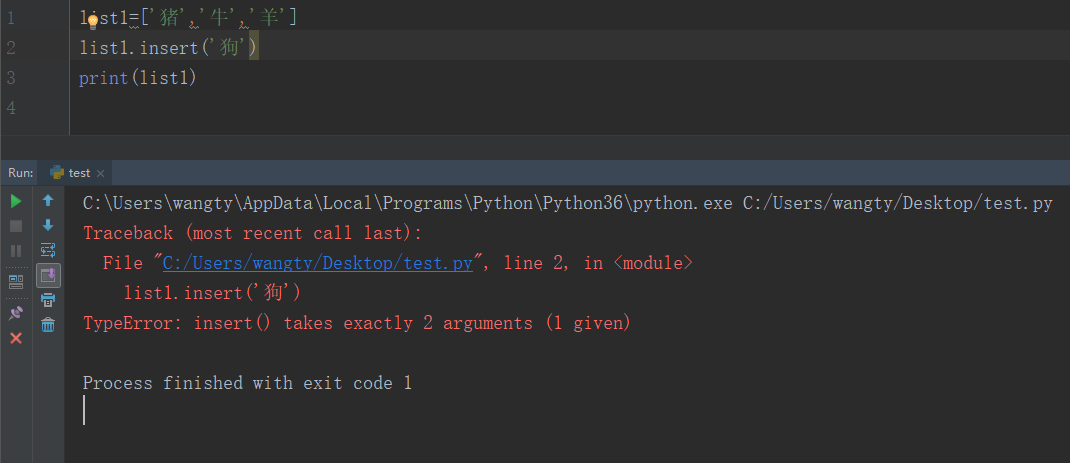 1 list1=['猪','牛','羊']
2 list1.insert('狗')
3 print(list1)
4
Run: test
C:\Users\wangty\AppData\Local\Programs\Python\Python36\python.exe C:/Users/wangty/Desktop/test.py
Traceback (most recent call last):
  File "C:/Users/wangty/Desktop/test.py", line 2, in <module>
    list1.insert('狗')
TypeError: insert() takes exactly 2 arguments (1 given)
Process finished with exit code 1